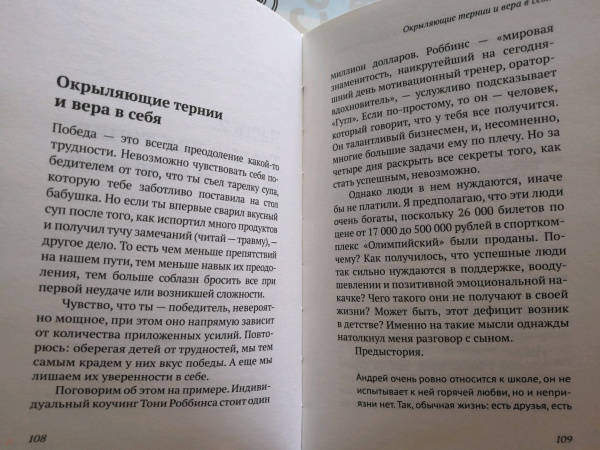 Окрыляющие тернии
и вера в себя
Победа — это всегда преодоление какой-то
трудности. Невозможно чувствовать себя по-
бедителем от того, что ты съел тарелку супа,
которую тебе заботливо поставила на стол
бабушка. Но если ты впервые сварил вкусный
суп после того, как испортил много продуктов
и получил тучу замечаний (читай — травму), —
другое дело. То есть чем меньше препятствий
на нашем пути, тем меньше навык их преодо-
ления, тем больше соблазн бросить все при
первой неудаче или возникшей сложности.
Чувство, что ты — победитель, невероят-
но мощное, при этом оно напрямую зависит
от количества приложенных усилий. Повто-
рюсь: оберегая детей от трудностей, мы тем
самым крадем у них вкус победы. А еще мы
лишаем их уверенности в себе.
Поговорим об этом на примере. Индиви-
дуальный коучинг Тони Роббинса стоит один
108
Окрыляющие тернии и вера в себя
миллион долларов. Роббинс — «мировая
знаменитость, наикрутейший на сегодня-
шний день мотивационный тренер, оратор-
вдохновитель», — услужливо подсказывает
«Гугл». Если по-простому, то он — человек,
который говорит, что у тебя все получится.
Он талантливый бизнесмен, и, несомненно,
многие большие задачи ему по плечу. Но за
четыре дня раскрыть все секреты того, как
стать успешным, невозможно.
Однако люди в нем нуждаются, иначе
бы не платили. Я предполагаю, что эти люди
очень богаты, поскольку 26 000 билетов по
цене от 17 000 до 500 000 рублей в спортком-
плекс «Олимпийский» были проданы. По-
чему? Как получилось, что успешные люди
так сильно нуждаются в поддержке, вооду-
шевлении и позитивной эмоциональной на-
качке? Чего такого они не получают в своей
жизни? Может быть, этот дефицит возник
в детстве? Именно на такие мысли однажды
натолкнул меня разговор с сыном.
Предыстория.
Андрей очень ровно относится к школе, он не
испытывает к ней горячей любви, но и неприя-
зни нет. Так, обычная жизнь: есть друзья, есть
109